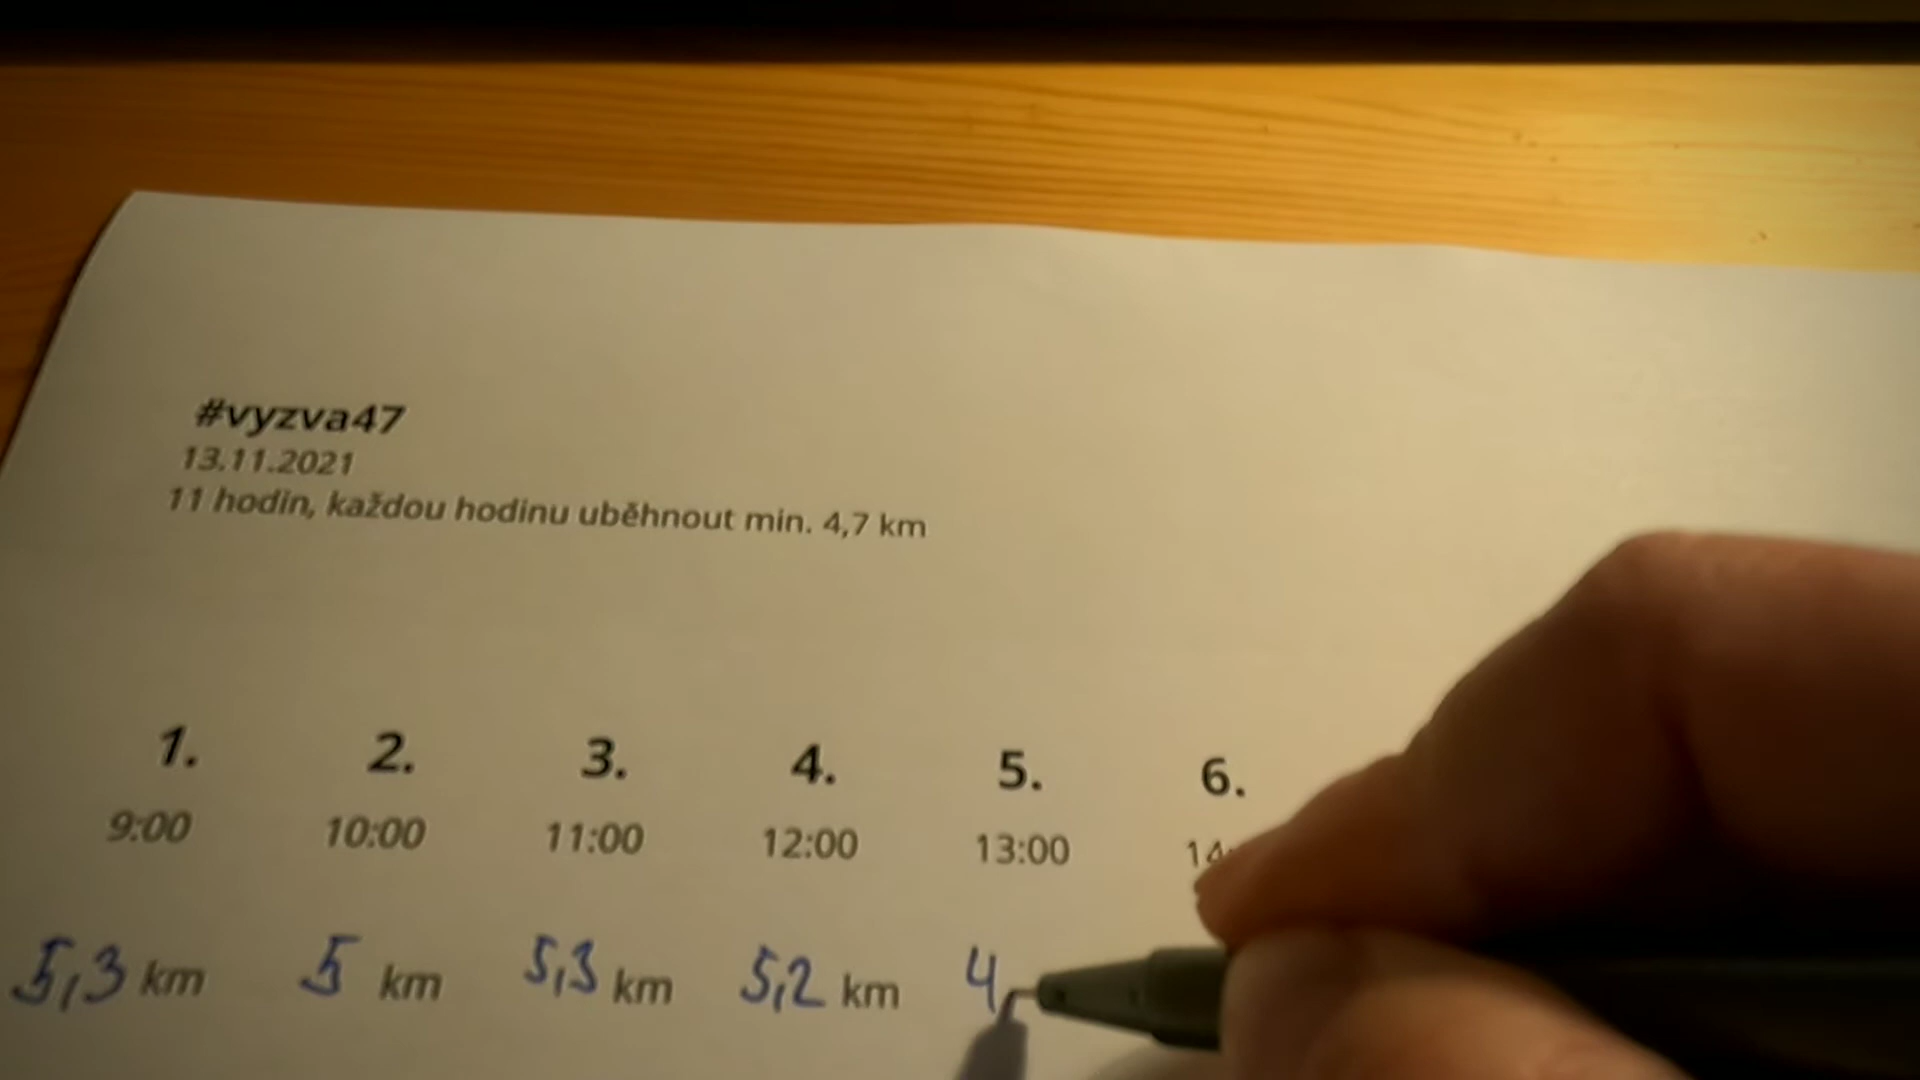 #vyzva47
13.11.2021
11 hodin, každou hodinu uběhnout min. 4,7 km
1. 2. 3. 4. 5. 6.
9:00 10:00 11:00 12:00 13:00
5,3 km 5 km 5,3 km 5,2 km 4,